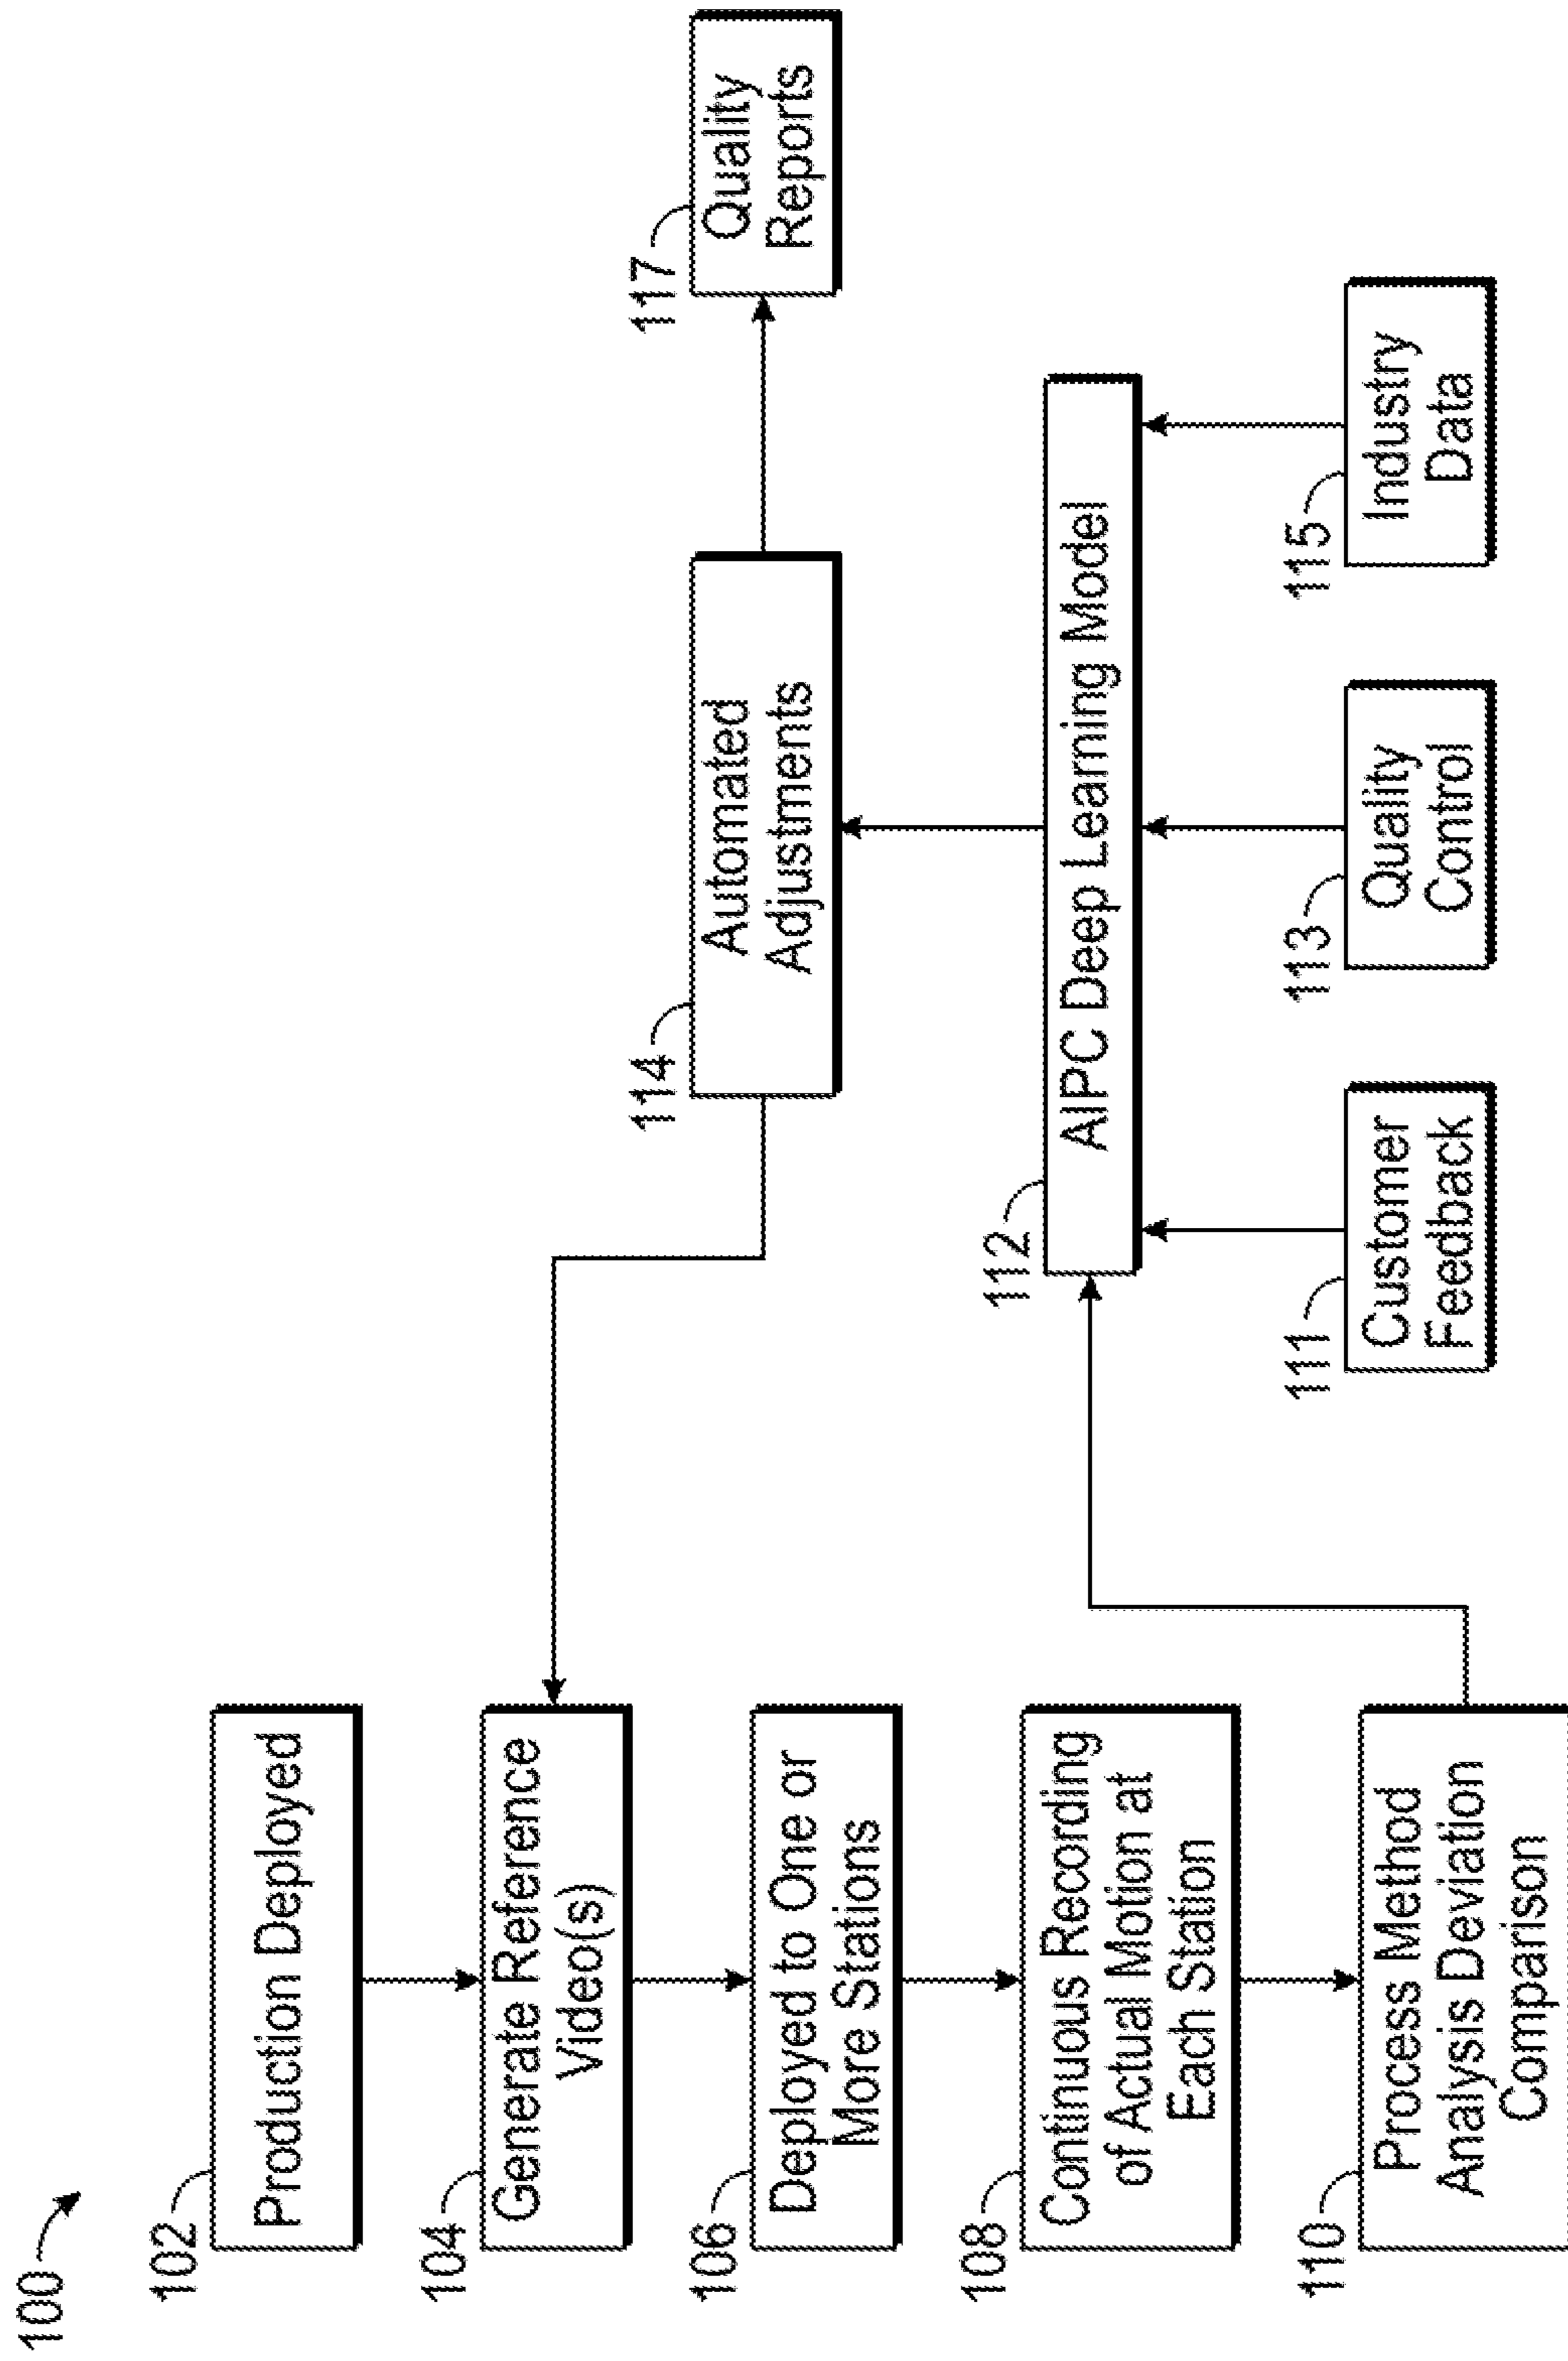 100
102
Production Deployed
104
Generate Reference
Video(s)
106
Deployed to One or
More Stations
108
Continuous Recording
of Actual Motion at
Each Station
110
Process Method
Analysis Deviation
Comparison
114
Automated
Adjustments
117
Quality
Reports
112
AIPC Deep Learning Model
111
Customer
Feedback
113
Quality
Control
115
Industry
Data